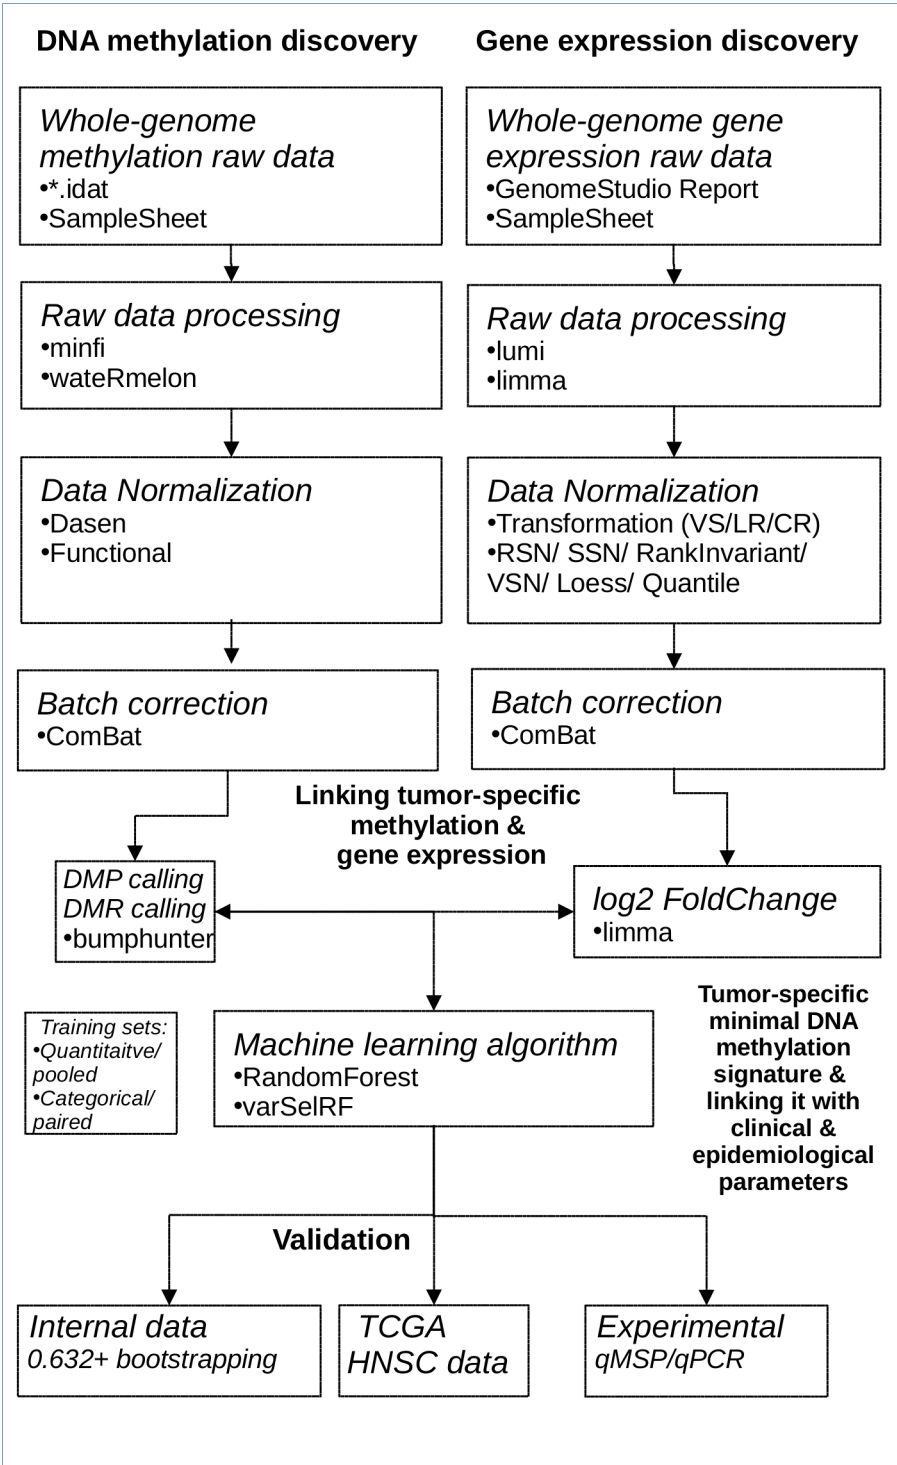 DNA methylation discovery
Gene expression discovery
Whole-genome
methylation raw data
•*.idat
•SampleSheet
Whole-genome gene
expression raw data
•GenomeStudio Report
•SampleSheet
Raw data processing
•minfi
•wateRmelon
Raw data processing
•lumi
•limma
Data Normalization
•Dasen
•Functional
Data Normalization
•Transformation (VS/LR/CR)
•RSN/ SSN/ RankInvariant/
VSN/ Loess/ Quantile
Batch correction
•ComBat
Batch correction
•ComBat
Linking tumor-specific
methylation &
gene expression
DMP calling
DMR calling
•bumphunter
log2 FoldChange
•limma
Training sets:
•Quantitaitve/
pooled
•Categorical/
paired
Machine learning algorithm
•RandomForest
•varSelRF
Tumor-specific
minimal DNA
methylation
signature &
linking it with
clinical &
epidemiological
parameters
Validation
Internal data
0.632+ bootstrapping
TCGA
HNSC data
Experimental
qMSP/qPCR